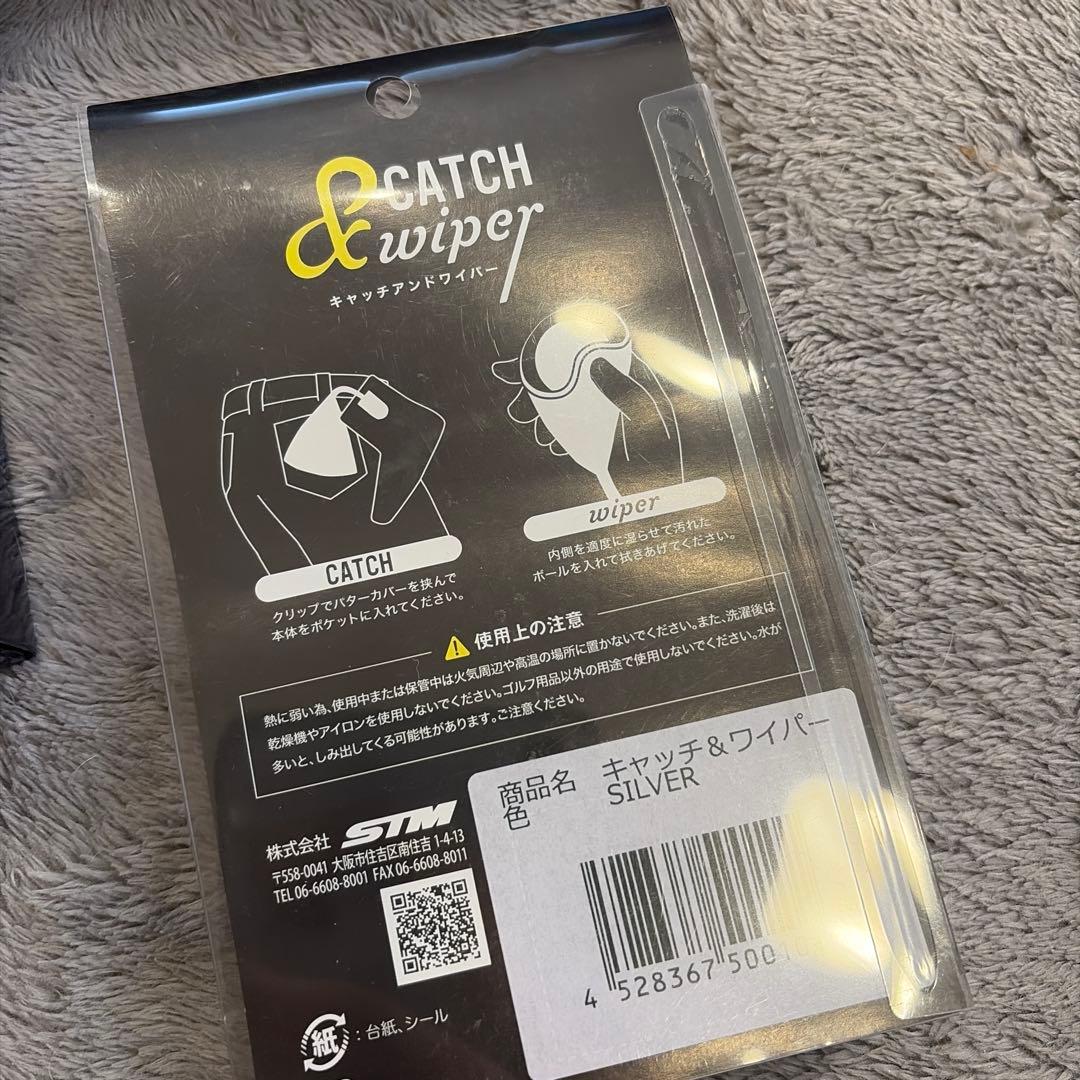 &CATCH
wiper
キャッチアンドワイパー
CATCH
クリップでパターカバーを挟んで
本体をポケットに入れてください。
wiper
内側を適度に湿らせて汚れた
ボールを入れて拭きあげてください。
使用上の注意
熱に弱い為、使用中または保管中は火気周辺や高温の場所に置かないでください。また、洗濯後は
乾燥機やアイロンを使用しないでください。ゴルフ用品以外の用途で使用しないでください。水が
多いと、しみ出してくる可能性があります。ご注意ください。
株式会社 STM
〒558-0041 大阪市住吉区南住吉 1-4-13
TEL 06-6608-8001 FAX 06-6608-8011
紙 : 台紙、シール
商品名 キャッチ&ワイパー
色 SILVER
4 528367